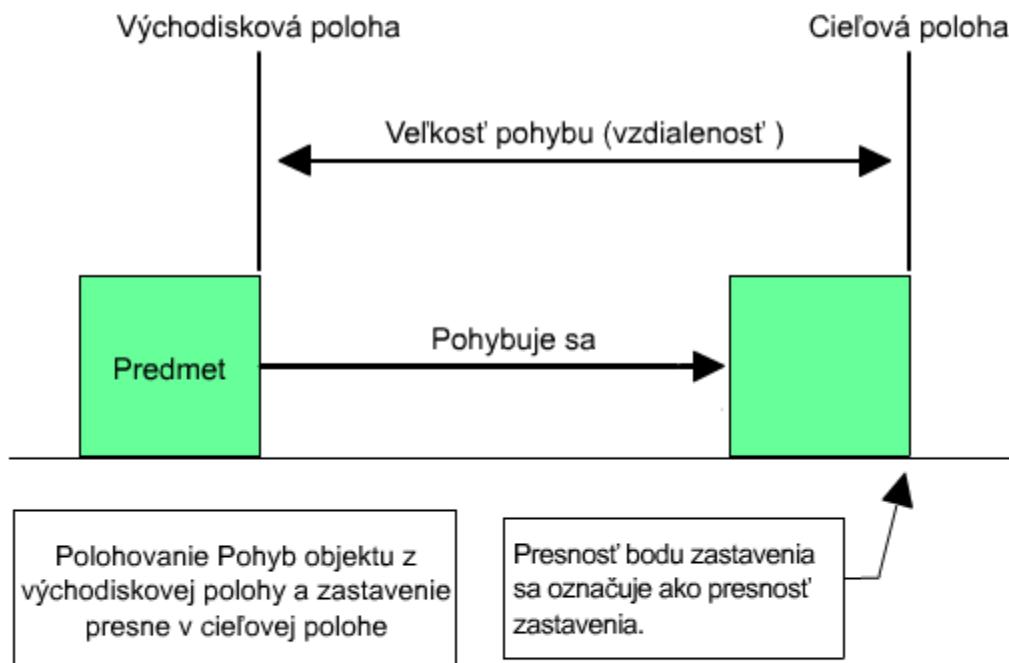 Východisková poloha
Cieľová poloha
Veľkosť pohybu (vzdialenosť )
Pohybuje sa
Predmet
Polohovanie Pohyb objektu z
východiskovej polohy a zastavenie
presne v cieľovej polohe
Presnosť bodu zastavenia
sa označuje ako presnosť
zastavenia.